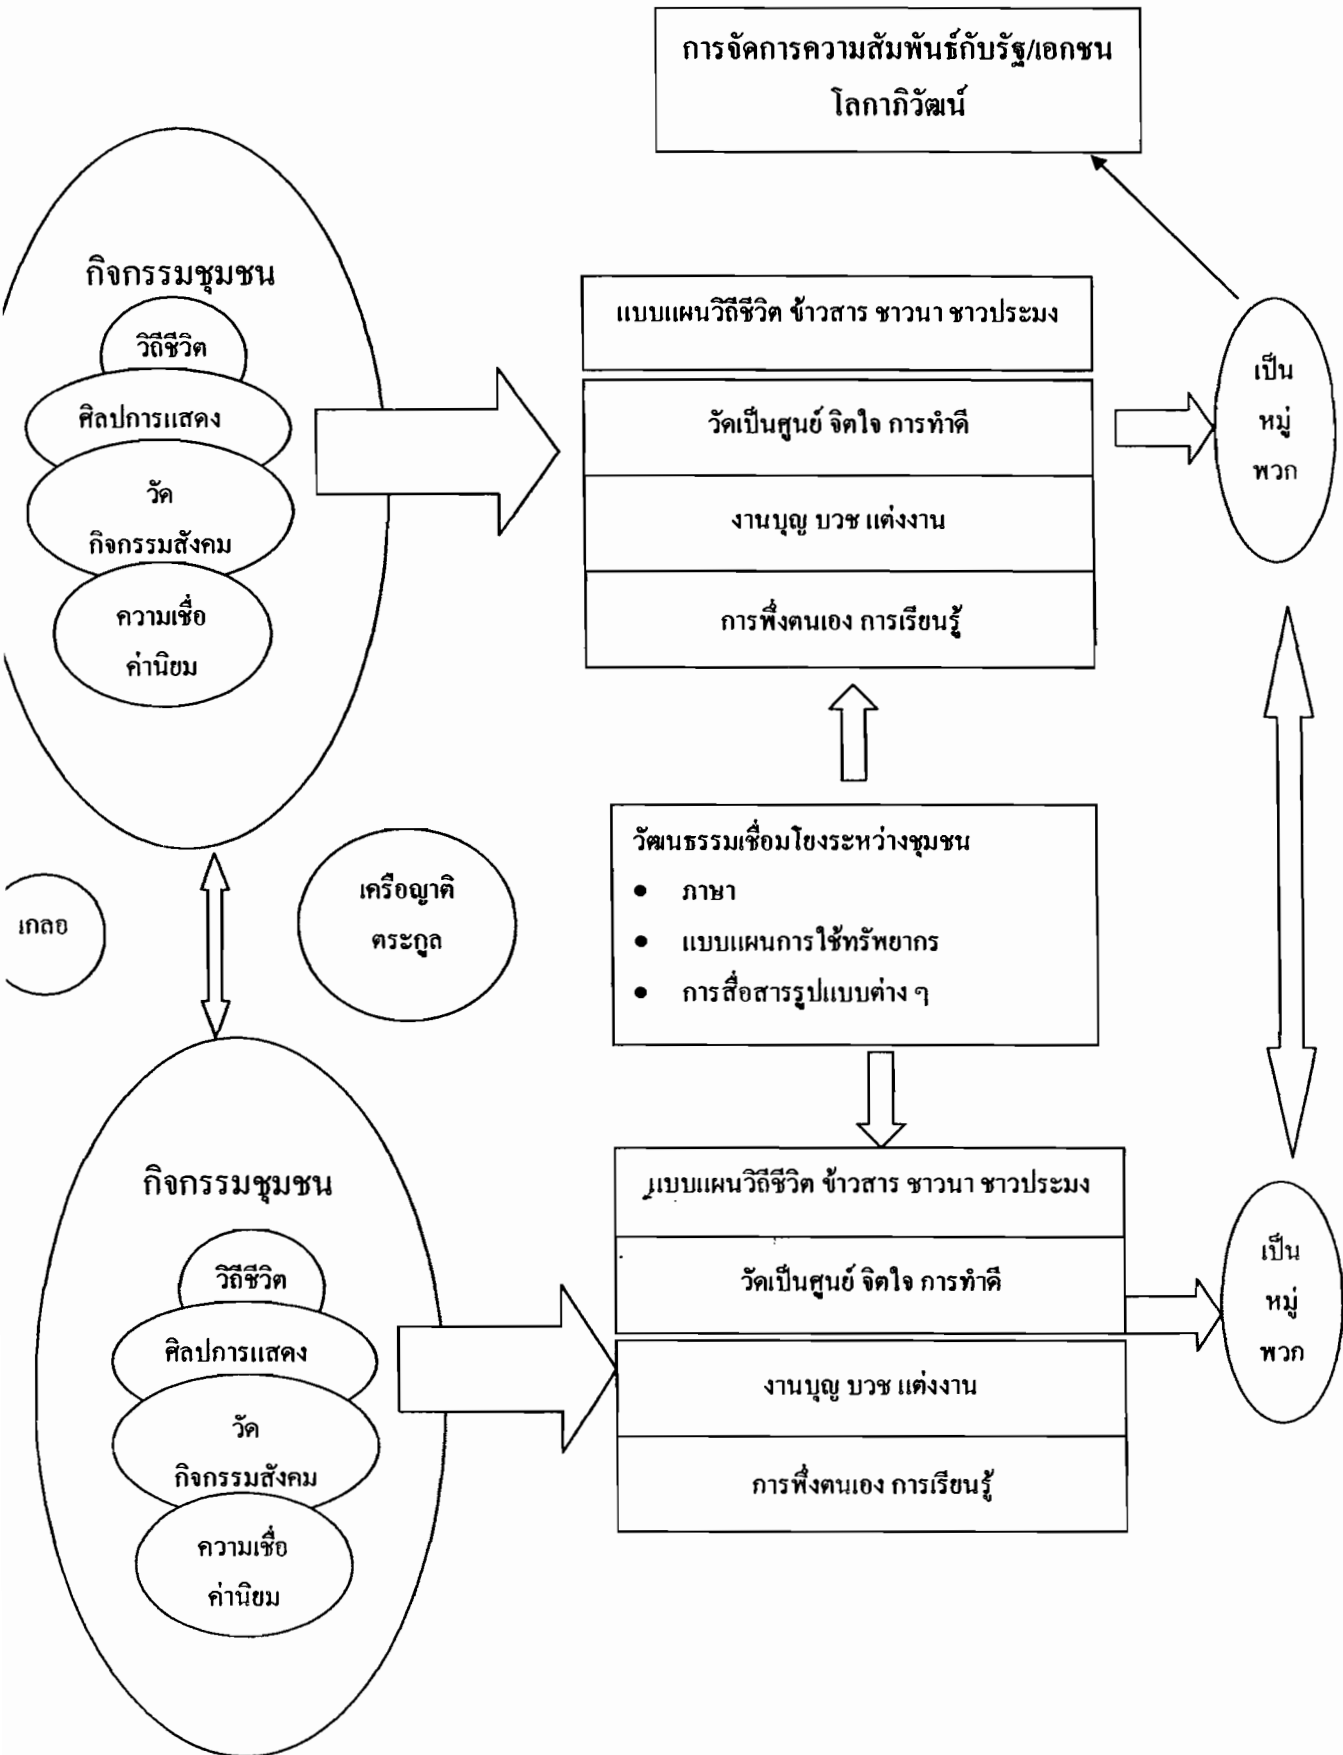 การจัดการความสัมพันธ์กับรัฐ/เอกชน
โลกาภิวัฒน์
กิจกรรมชุมชน
วิถีชีวิต
ศิลปการแสดง
วัด
กิจกรรมสังคม
ความเชื่อ
ค่านิยม
แบบแผนวิถีชีวิต ข้าวสาร ชาวนา ชาวประมง
วัดเป็นศูนย์ จิตใจ การทำดี
งานบุญ บวช แต่งงาน
การพึ่งตนเอง การเรียนรู้
เป็น
หมู่
พวก
เกลอ
เครือญาติ
ตระกูล
วัฒนธรรมเชื่อมโยงระหว่างชุมชน
• ภาษา
• แบบแผนการใช้ทรัพยากร
• การสื่อสารรูปแบบต่าง ๆ
กิจกรรมชุมชน
วิถีชีวิต
ศิลปการแสดง
วัด
กิจกรรมสังคม
ความเชื่อ
ค่านิยม
แบบแผนวิถีชีวิต ข้าวสาร ชาวนา ชาวประมง
วัดเป็นศูนย์ จิตใจ การทำดี
งานบุญ บวช แต่งงาน
การพึ่งตนเอง การเรียนรู้
เป็น
หมู่
พวก